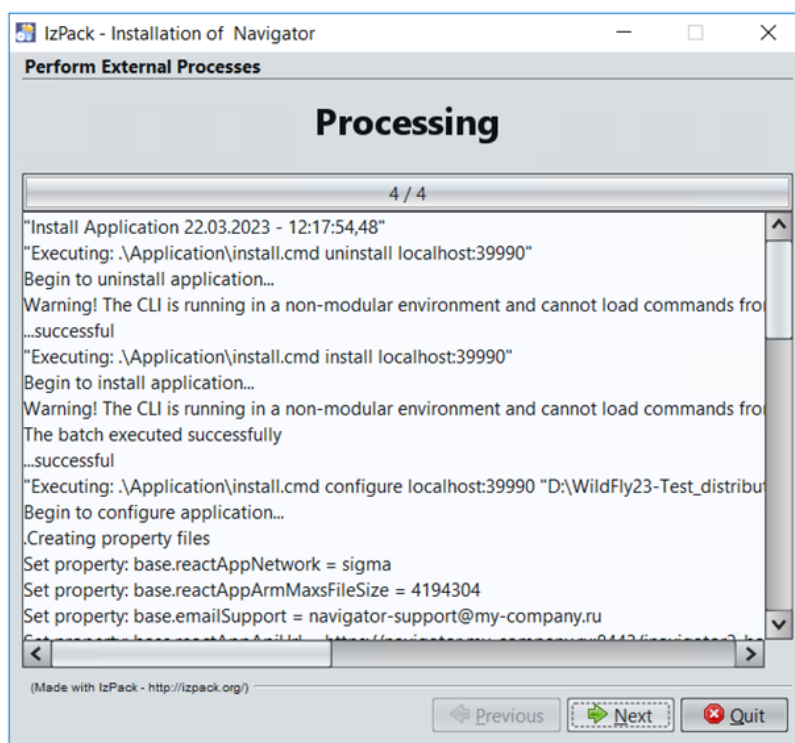 IzPack - Installation of Navigator
Perform External Processes
Processing
4 / 4
"Install Application 22.03.2023 - 12:17:54,48"
"Executing: .\Application\install.cmd uninstall localhost:39990"
Begin to uninstall application...
Warning! The CLI is running in a non-modular environment and cannot load commands fro
...successful
"Executing: .\Application\install.cmd install localhost:39990"
Begin to install application...
Warning! The CLI is running in a non-modular environment and cannot load commands fro
The batch executed successfully
...successful
"Executing: .\Application\install.cmd configure localhost:39990 "D:\WildFly23-Test_distribut
Begin to configure application...
.Creating property files
Set property: base.reactAppNetwork = sigma
Set property: base.reactAppArmMaxsFileSize = 4194304
Set property: base.emailSupport = navigator-support@my-company.ru
Set property: base.reactAppApiUrl
(Made with IzPack - http://izpack.org/)
Previous
Next
Quit